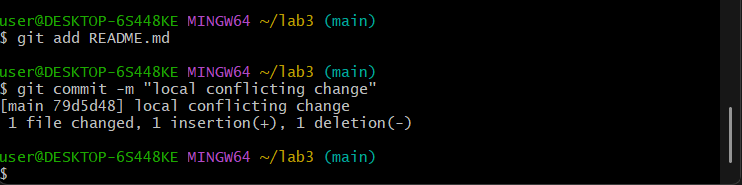 user@DESKTOP-6S448KE MINGW64 ~/lab3 (main)
$ git add README.md
user@DESKTOP-6S448KE MINGW64 ~/lab3 (main)
$ git commit -m "local conflicting change"
[main 79d5d48] local conflicting change
 1 file changed, 1 insertion(+), 1 deletion(-)
user@DESKTOP-6S448KE MINGW64 ~/lab3 (main)
$